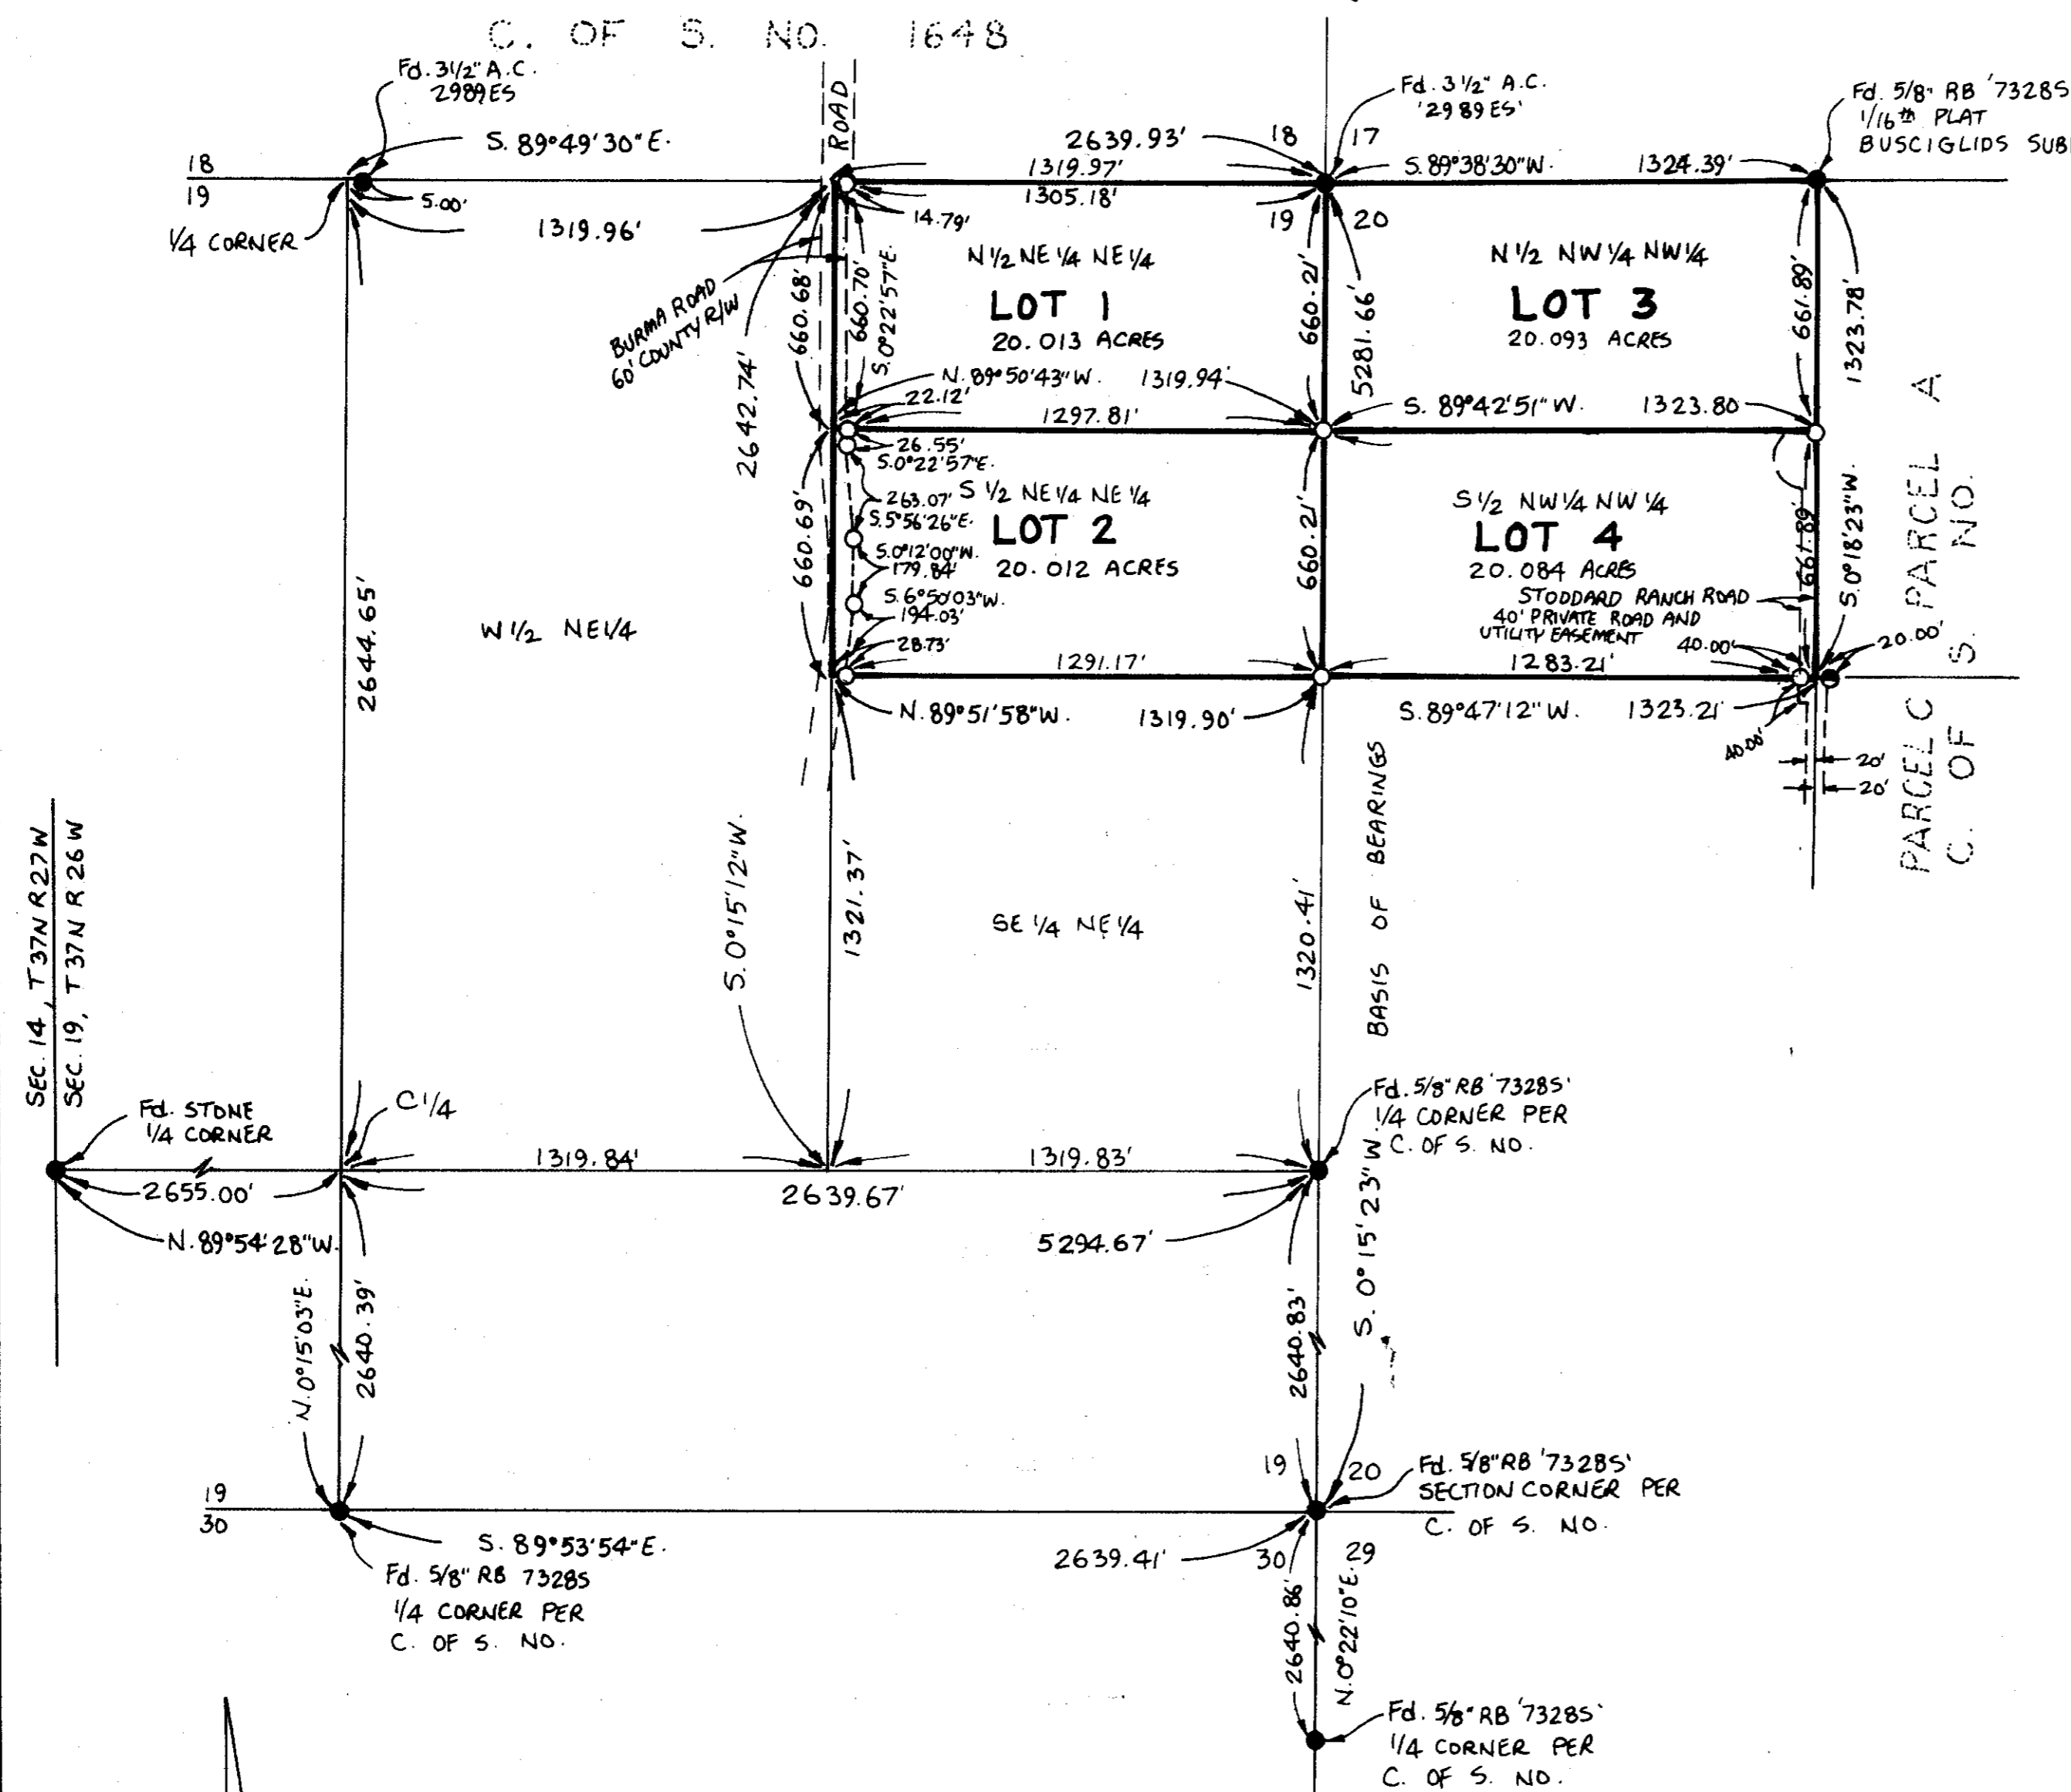 C. OF S. NO. 1648
Fd. 3 1/2" A.C.
2989ES
S. 89°49'30"E.
18
19
1/4 CORNER
5.00'
1319.96'
ROAD
2639.93'
1319.97'
1305.18'
14.79'
18 17
19 20
Fd. 3 1/2" A.C.
'2989ES'
S. 89°38'30"W. 1324.39'
Fd. 5/8" RB '7328S
1/16th PLAT
BUSCIGLIDS SUB
BURMA ROAD
60' COUNTY R/W
2642.74'
660.68'
660.70'
S.0°22'57"E.
N 1/2 NE 1/4 NE 1/4
LOT 1
20.013 ACRES
660.21'
5281.66'
N 1/2 NW 1/4 NW 1/4
LOT 3
20.093 ACRES
661.89'
1323.78'
N. 89°50'43"W. 1319.94'
22.12'
1297.81'
S. 89°42'51"W. 1323.80
26.55'
S.0°22'57"E.
660.69'
263.07'
S.5°56'26"E.
S.0°12'00"W.
179.84'
S.6°50'03"W.
194.03'
28.73'
S 1/2 NE 1/4 NE 1/4
LOT 2
20.012 ACRES
660.21'
S 1/2 NW 1/4 NW 1/4
LOT 4
20.084 ACRES
STODDARD RANCH ROAD
40' PRIVATE ROAD AND
UTILITY EASEMENT
661.89'
S.0°18'23"W.
40.00'
20.00'
1291.17'
1283.21'
N. 89°51'58"W. 1319.90'
S. 89°47'12"W. 1323.21'
40.00'
20'
20'
PARCEL A
PARCEL C
C. OF S. NO.
2644.65'
W 1/2 NE 1/4
S. 0°15'12"W.
1321.37'
SE 1/4 NE 1/4
1320.41'
BASIS OF BEARINGS
S. 0°15'23"W.
SEC. 14, T37N R27W
SEC. 19, T37N R26W
Fd. STONE
1/4 CORNER
C 1/4
2655.00'
N. 89°54'28"W.
1319.84'
1319.83'
2639.67'
5294.67'
Fd. 5/8" RB '7328S'
1/4 CORNER PER
C. OF S. NO.
N. 0°15'03"E.
2640.39'
2640.83'
19
30
S. 89°53'54"E.
2639.41'
Fd. 5/8" RB 7328S
1/4 CORNER PER
C. OF S. NO.
19 20
30 29
Fd. 5/8" RB '7328S'
SECTION CORNER PER
C. OF S. NO.
2640.86'
N. 0°22'10"E.
Fd. 5/8" RB '7328S'
1/4 CORNER PER
C. OF S. NO.